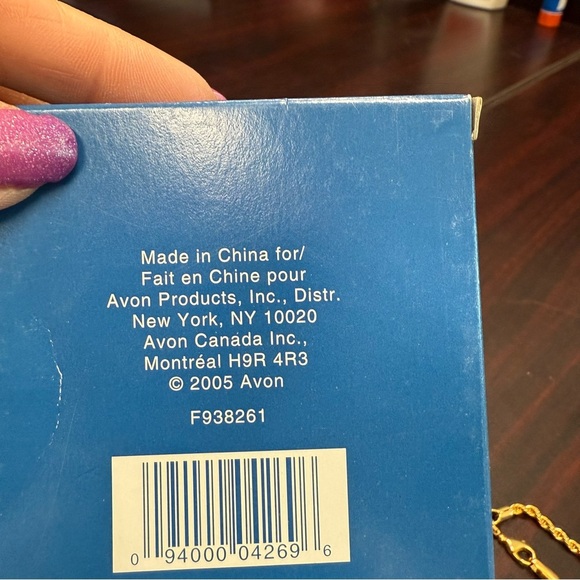 Made in China for/
Fait en Chine pour
Avon Products, Inc., Distr.
New York, NY 10020
Avon Canada Inc.,
Montréal H9R 4R3
© 2005 Avon
F938261
0 94000 04269 6